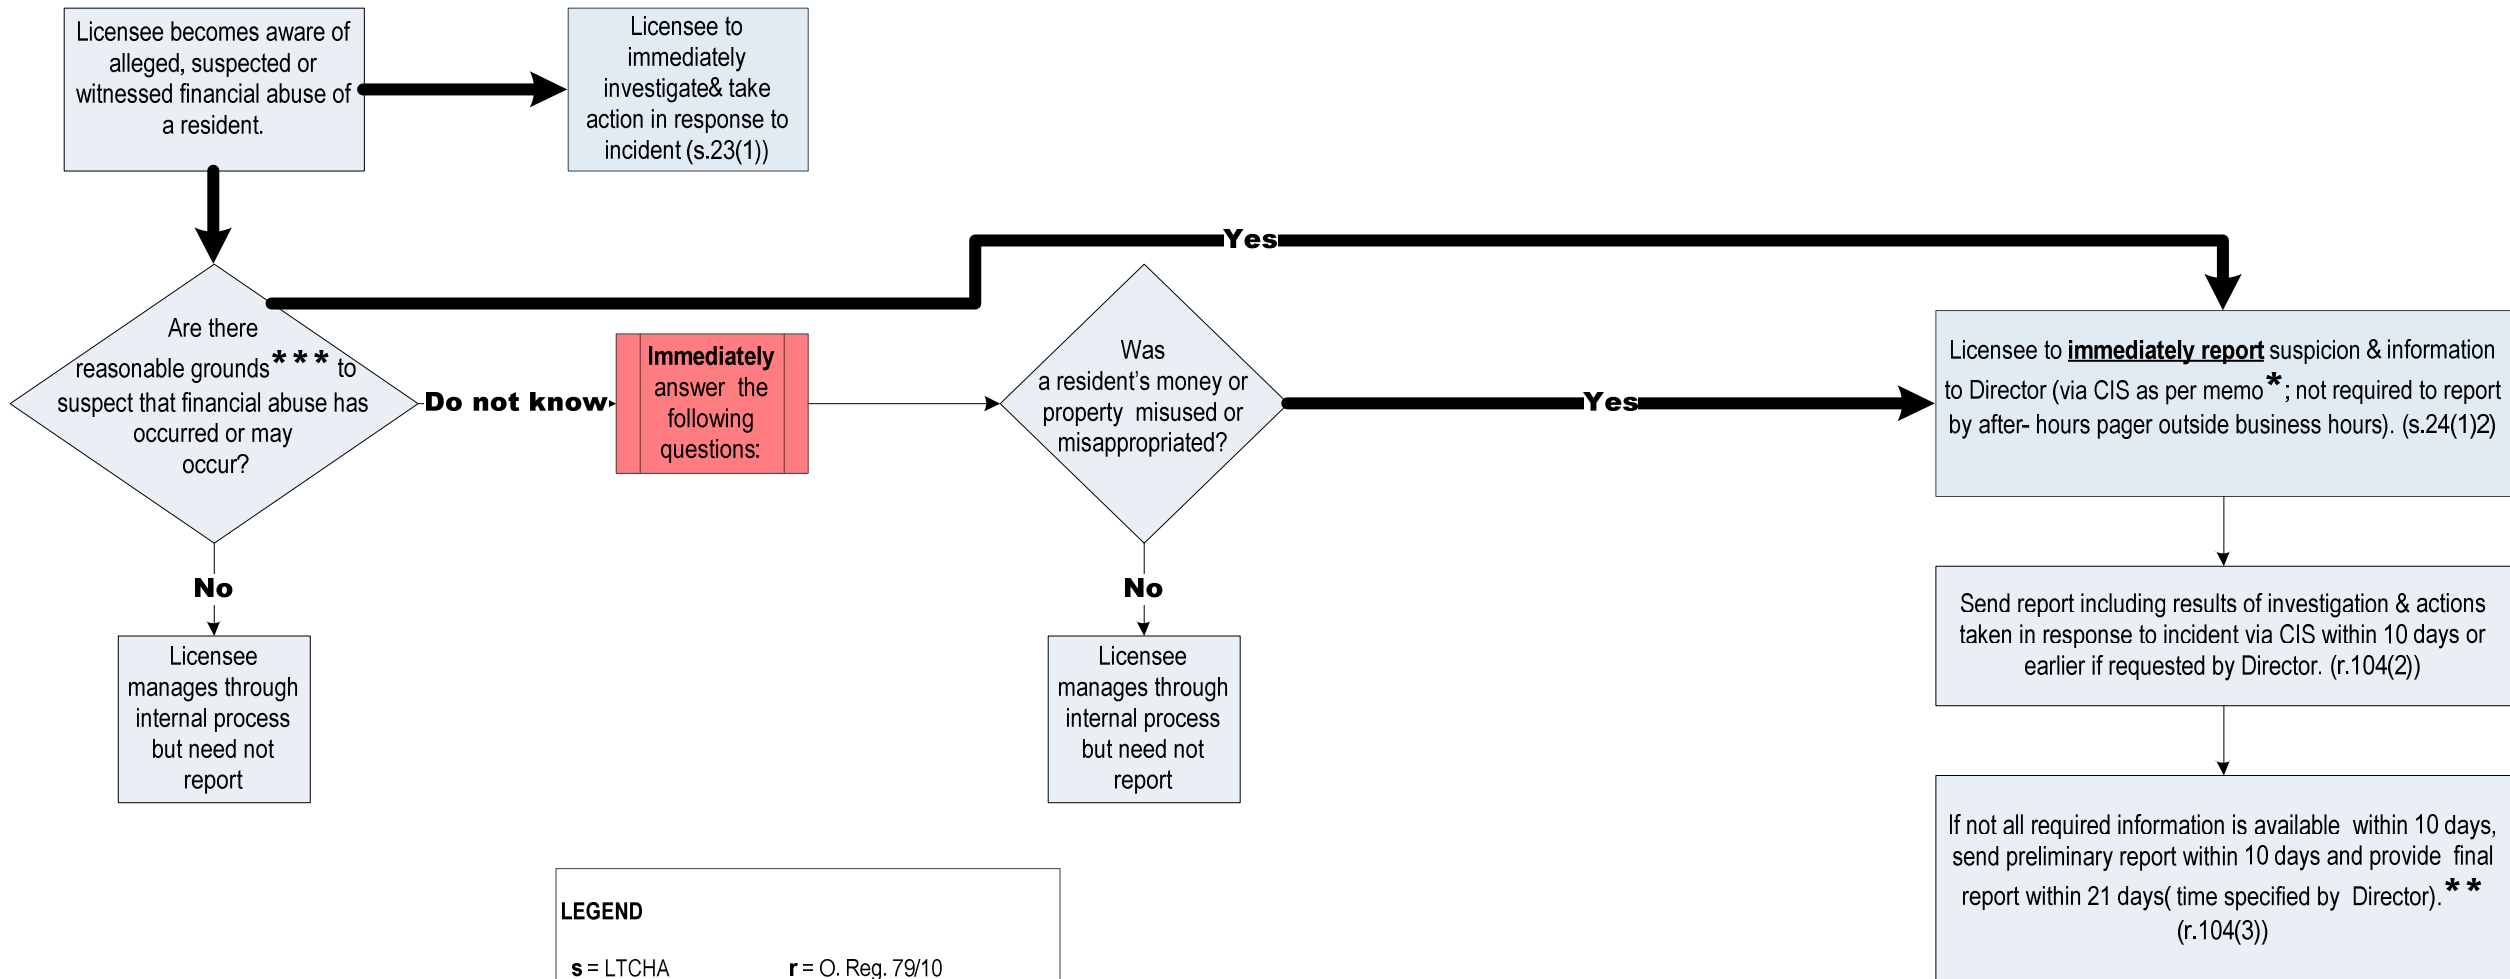 Licensee becomes aware of
alleged, suspected or
witnessed financial abuse of
a resident.
Licensee to
immediately
investigate& take
action in response to
incident (s.23(1))
Yes
Are there
reasonable grounds*** to
suspect that financial abuse has
occurred or may
occur?
Do not know
Immediately
answer the
following
questions:
Was
a resident's money or
property misused or
misappropriated?
Yes
Licensee to immediately report suspicion & information
to Director (via CIS as per memo*; not required to report
by after- hours pager outside business hours). (s.24(1)2)
No
No
Send report including results of investigation & actions
taken in response to incident via CIS within 10 days or
earlier if requested by Director. (r.104(2))
Licensee
manages through
internal process
but need not
report
Licensee
manages through
internal process
but need not
report
If not all required information is available within 10 days,
send preliminary report within 10 days and provide final
report within 21 days( time specified by Director).**
(r.104(3))
LEGEND
s = LTCHA r = O. Reg. 79/10